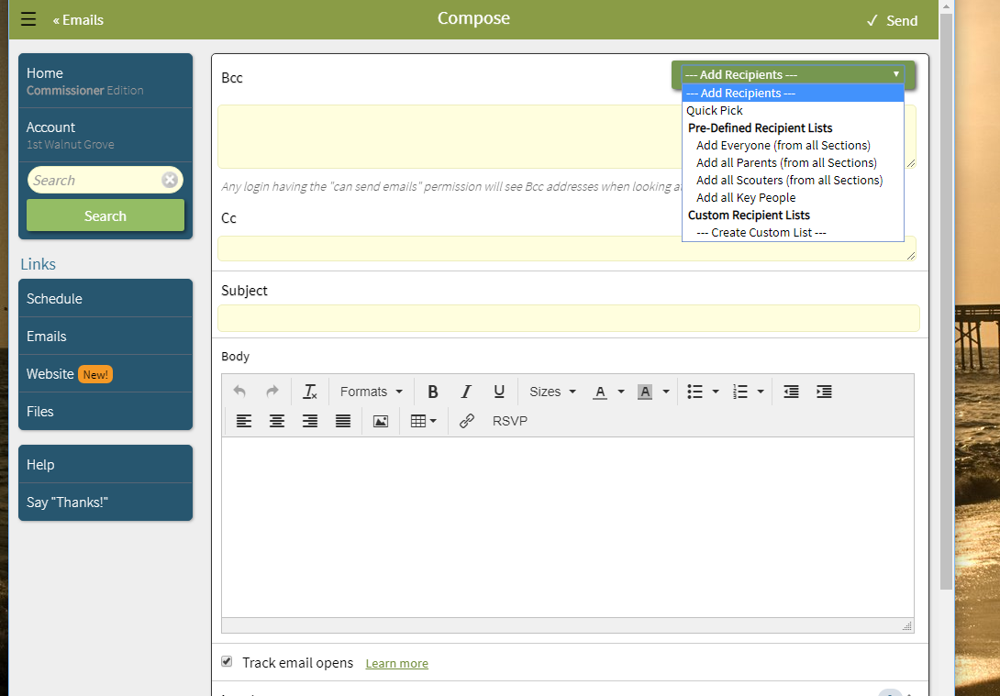 « Emails
Compose
✓ Send
Home
Commissioner Edition
Account
1st Walnut Grove
Search
Search
Links
Schedule
Emails
Website New!
Files
Help
Say "Thanks!"
Bcc
--- Add Recipients ---
--- Add Recipients ---
Quick Pick
Pre-Defined Recipient Lists
Add Everyone (from all Sections)
Add all Parents (from all Sections)
Add all Scouters (from all Sections)
Add all Key People
Custom Recipient Lists
--- Create Custom List ---
Any login having the "can send emails" permission will see Bcc addresses when looking
Cc
Subject
Body
Formats B I U Sizes A A
RSVP
Track email opens Learn more